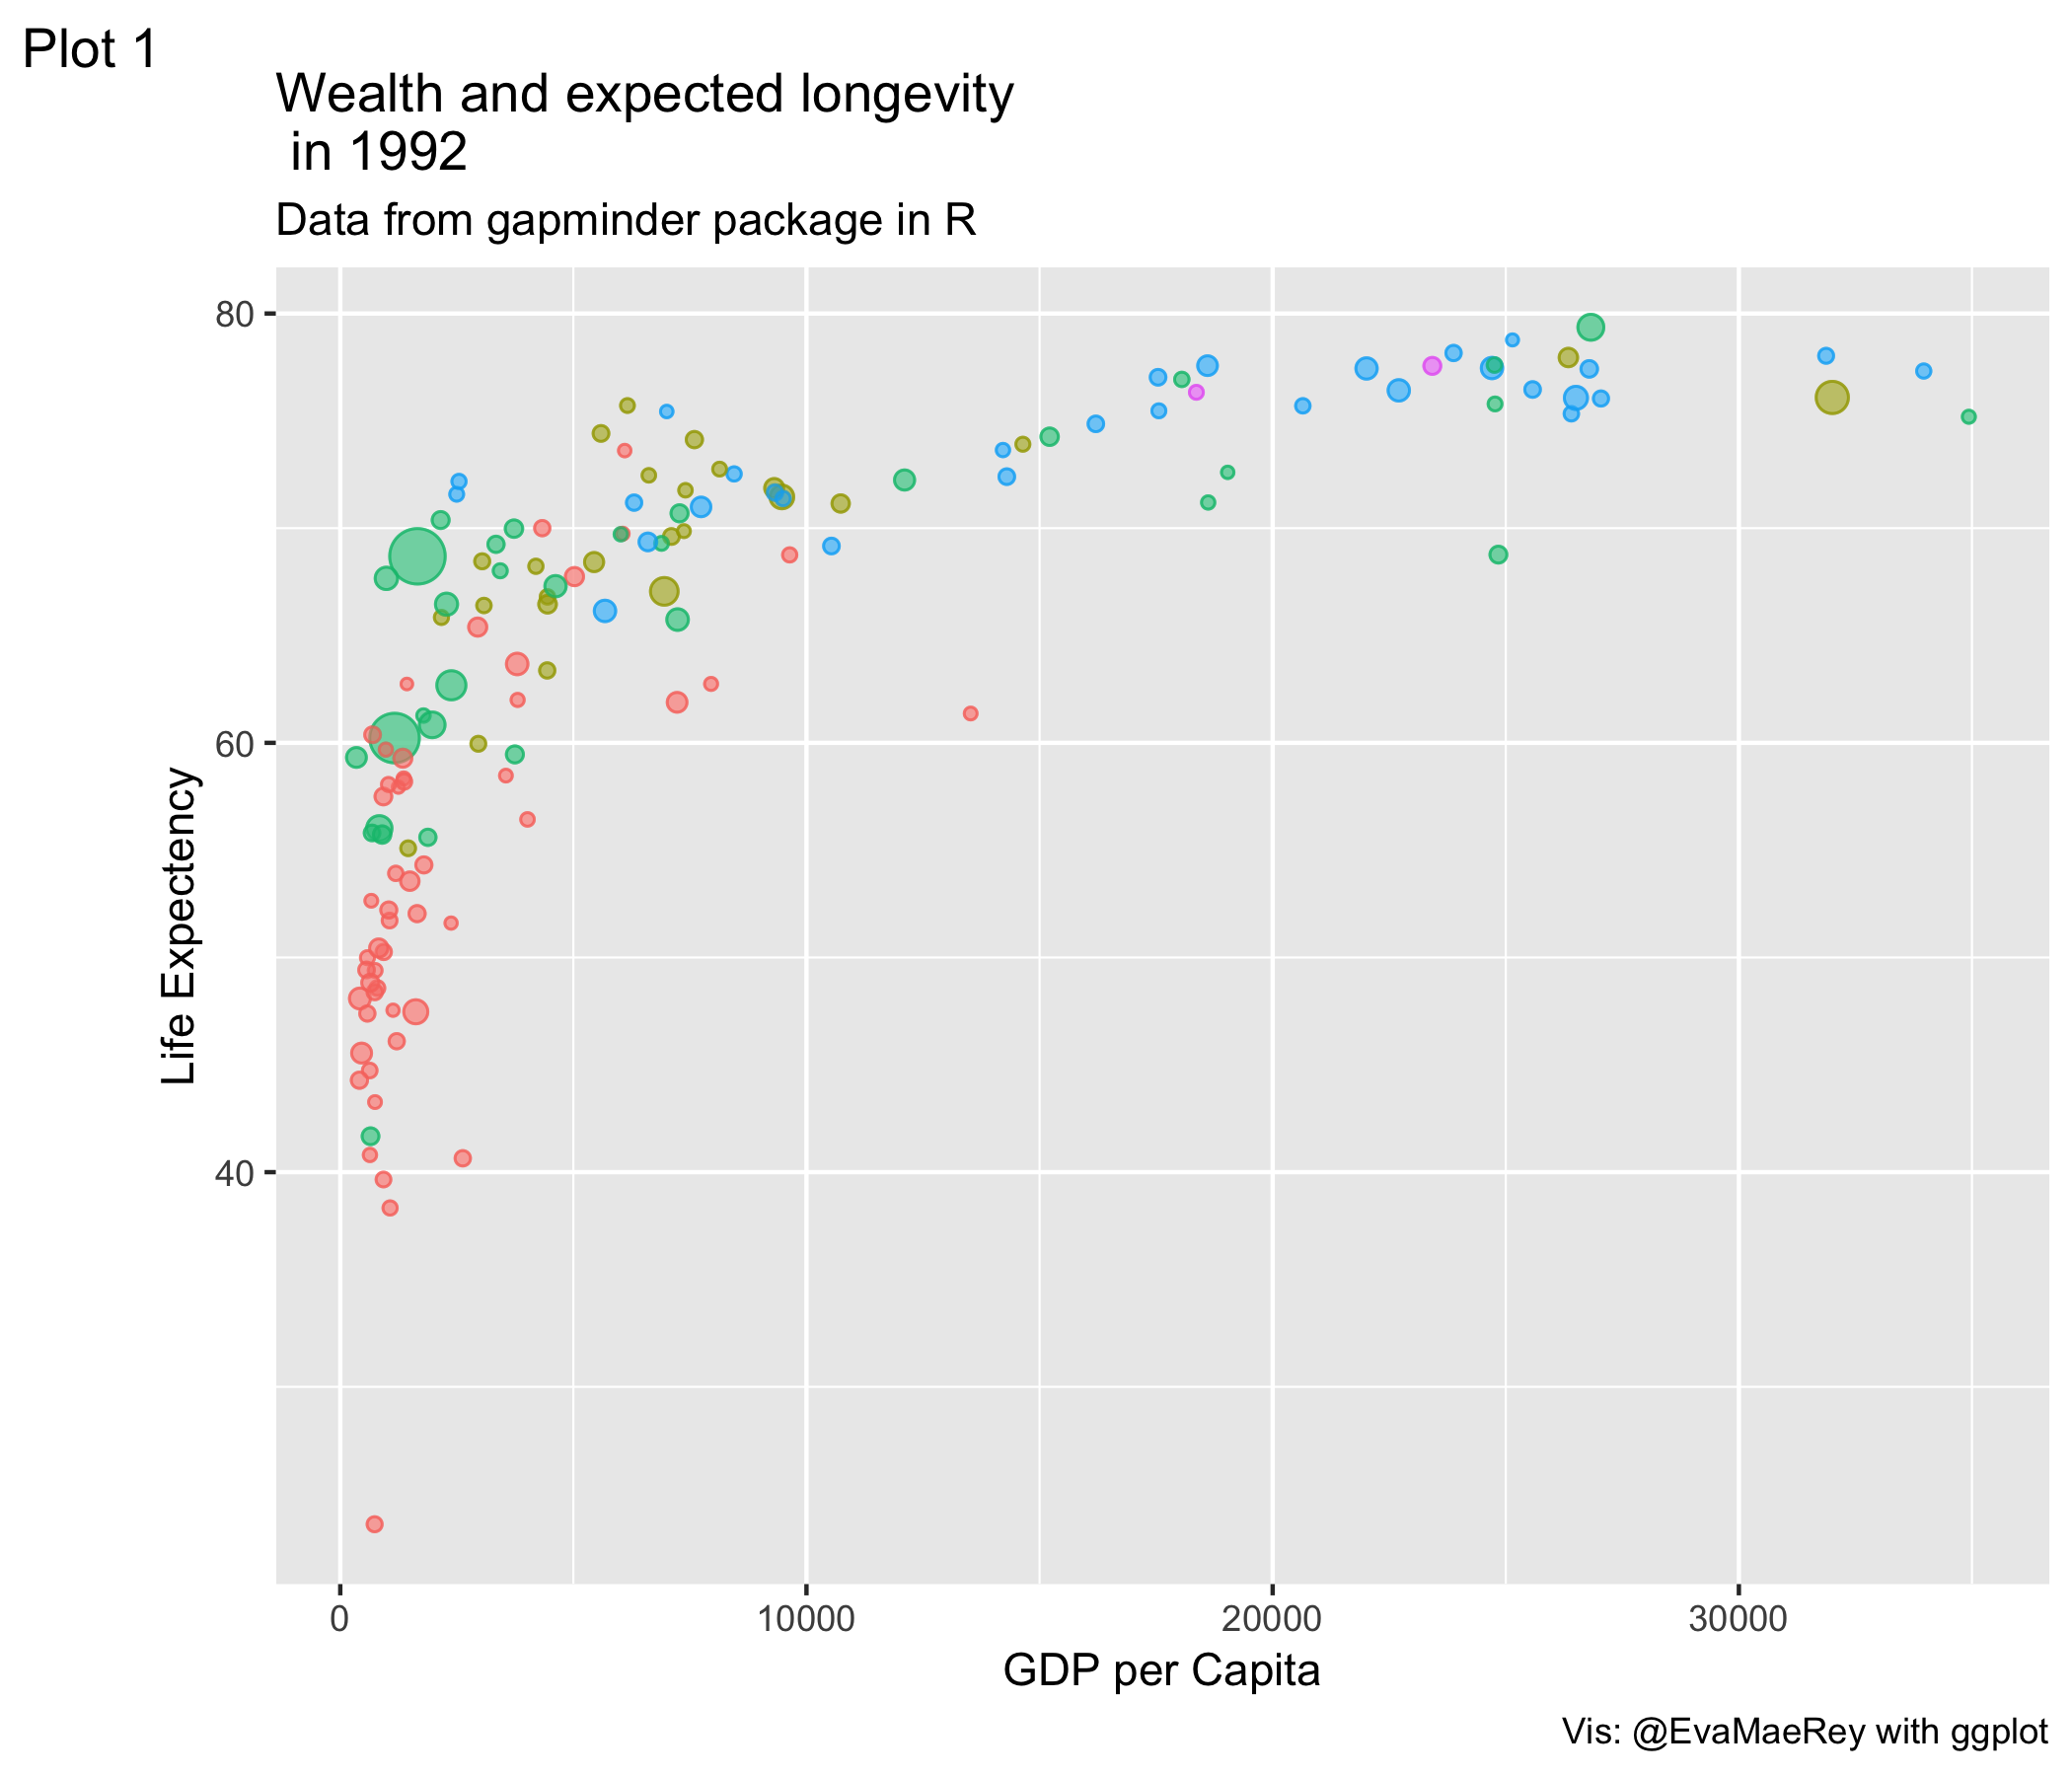 Plot 1
Wealth and expected longevity
in 1992
Data from gapminder package in R
80
60
40
Life Expectency
0
10000
20000
30000
GDP per Capita
Vis: @EvaMaeRey with ggplot